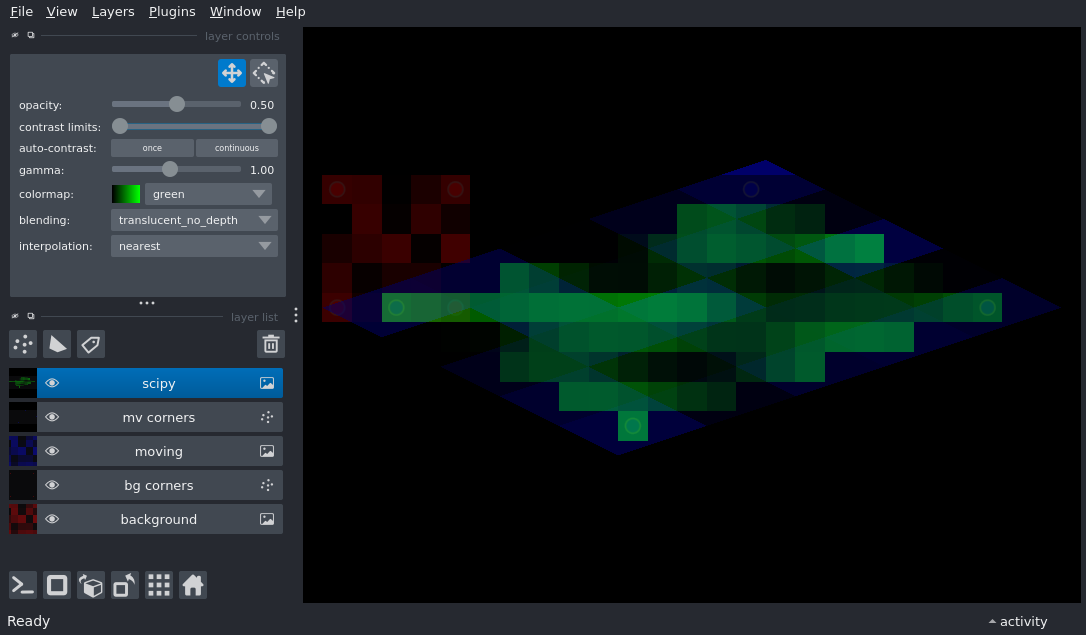 File View Layers Plugins Window Help
layer controls
opacity: 0.50
contrast limits:
auto-contrast: once continuous
gamma: 1.00
colormap: green
blending: translucent_no_depth
interpolation: nearest
layer list
scipy
mv corners
moving
bg corners
background
Ready activity